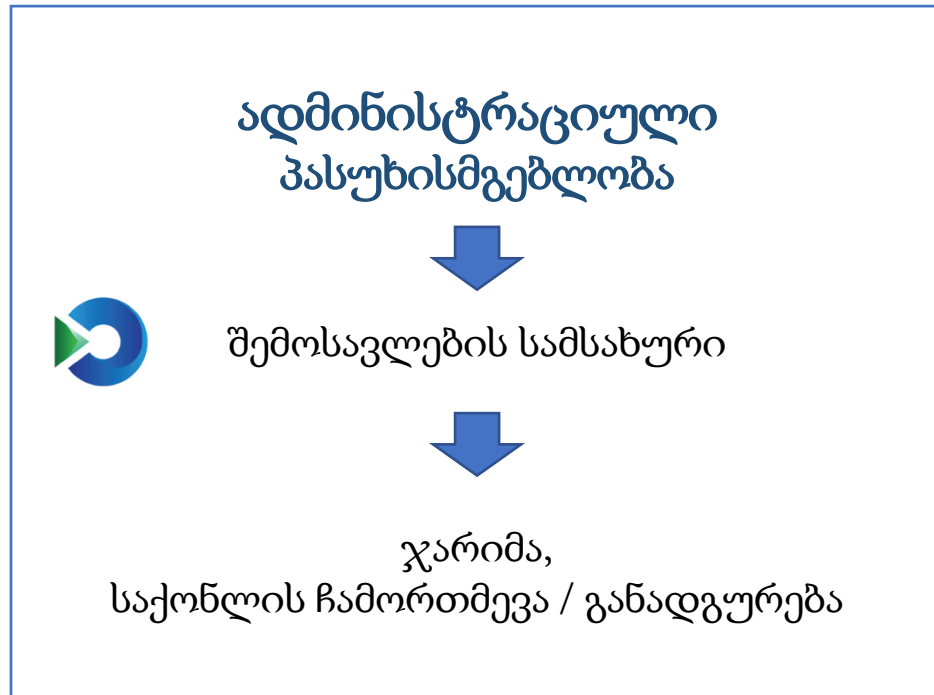 ადმინისტრაციული
პასუხისმგებლობა
შემოსავლების სამსახური
ჯარიმა,
საქონლის ჩამორთმევა / განადგურება